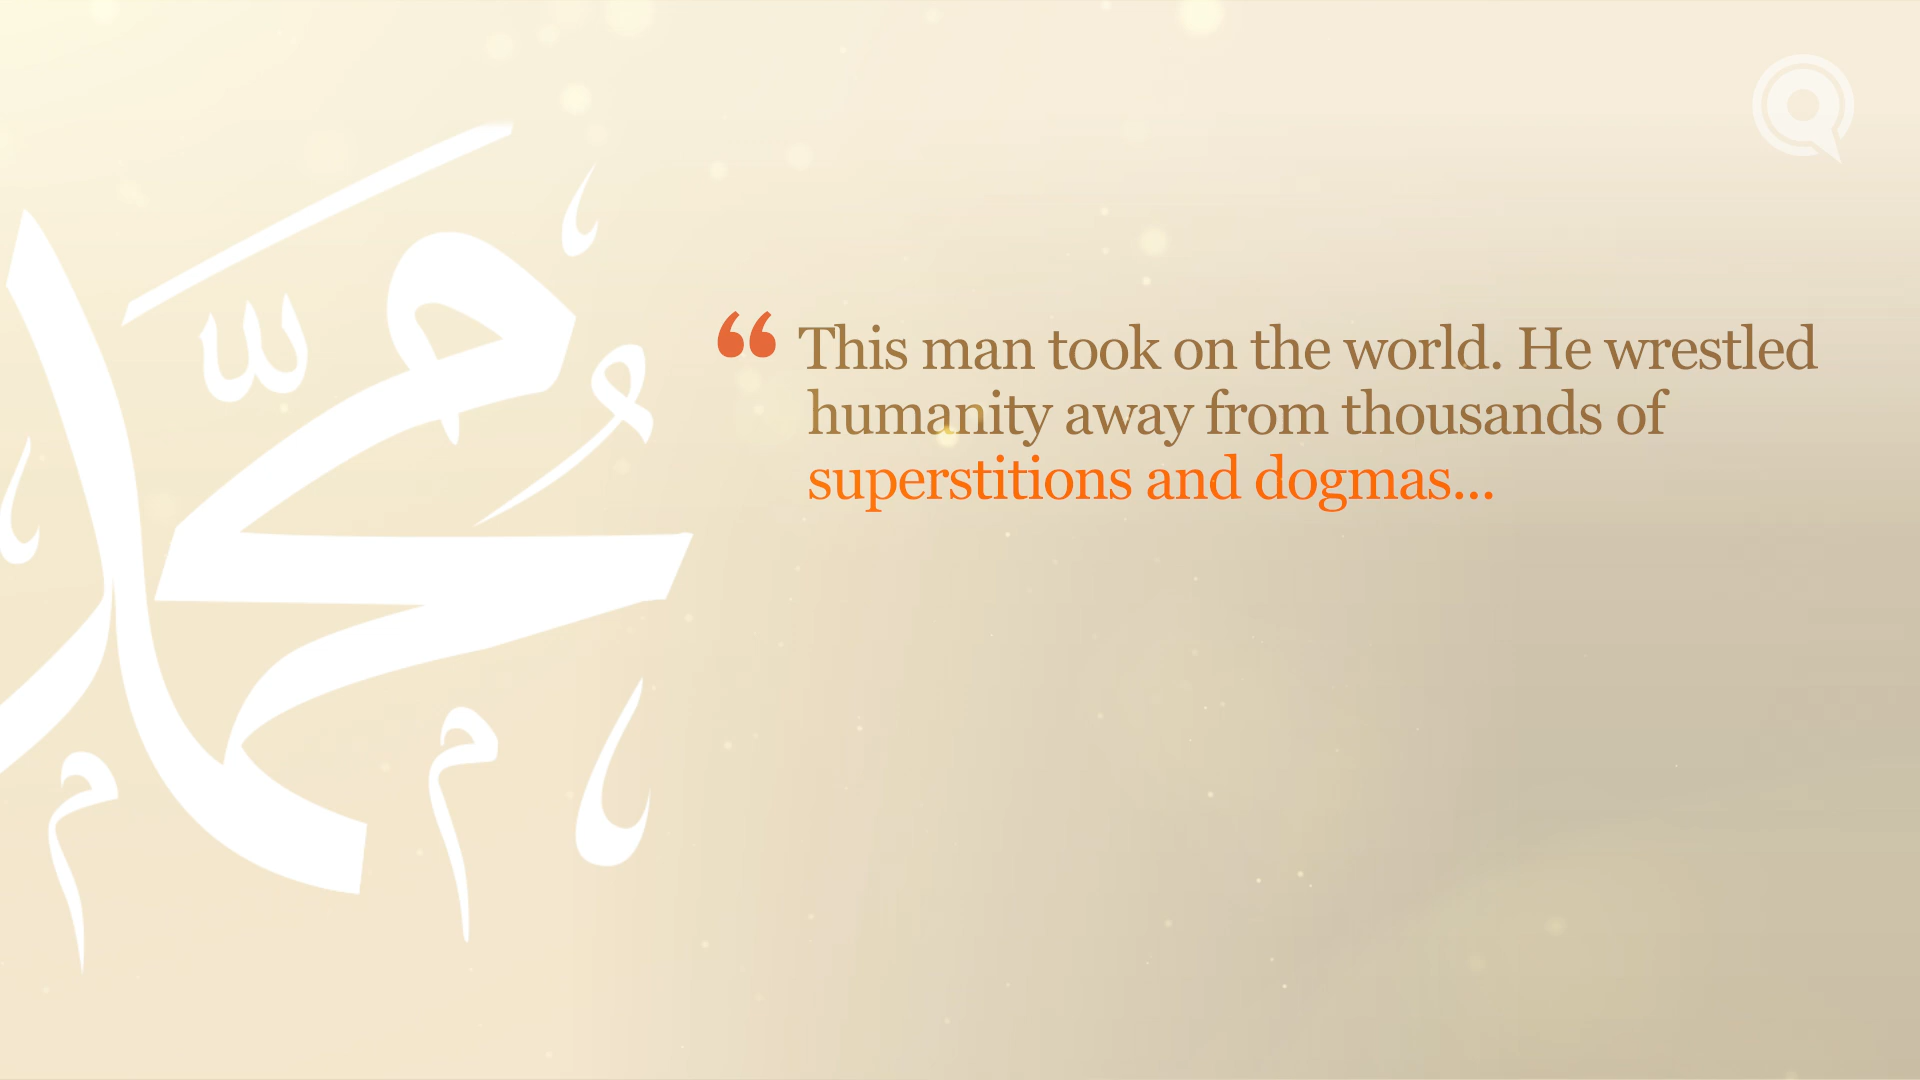 محمد
“This man took on the world. He wrestled
humanity away from thousands of
superstitions and dogmas...